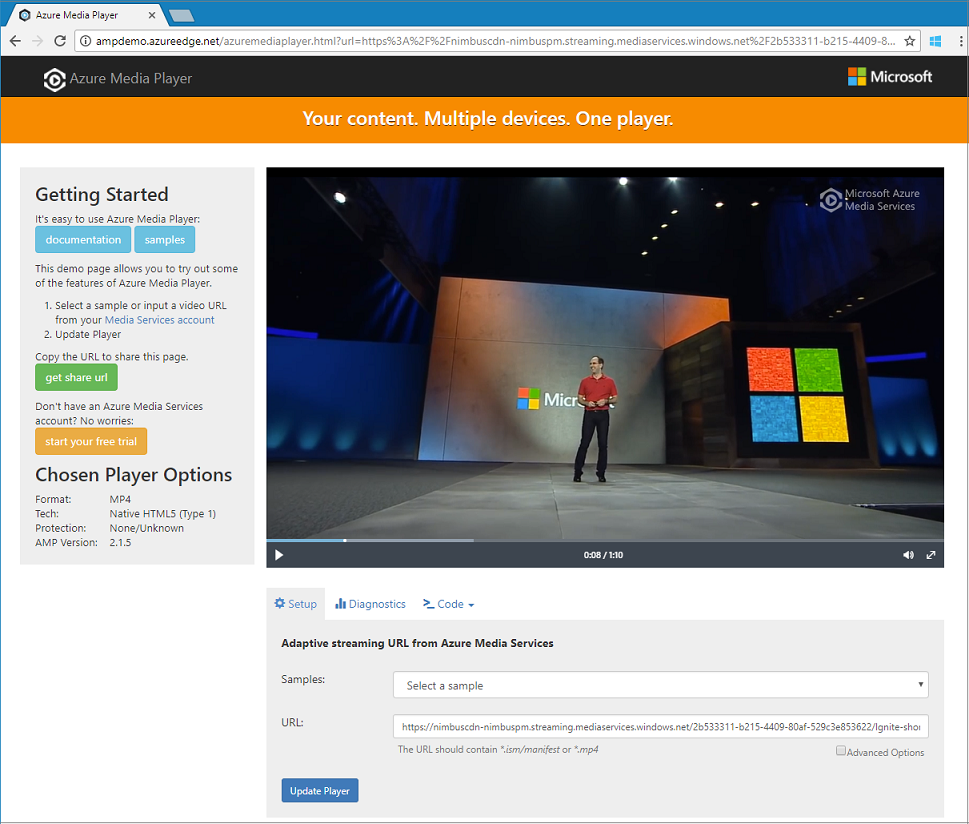 Azure Media Player
ampdemo.azureedge.net/azuremediaplayer.html?url=https%3A%2F%2Fnimbuscdn-nimbuspm.streaming.mediaservices.windows.net%2F2b533311-b215-4409-8...
Azure Media Player
Microsoft
Your content. Multiple devices. One player.
Getting Started
It's easy to use Azure Media Player:
documentation
samples
This demo page allows you to try out some
of the features of Azure Media Player.
1. Select a sample or input a video URL
from your Media Services account
2. Update Player
Copy the URL to share this page.
get share url
Don't have an Azure Media Services
account? No worries:
start your free trial
Chosen Player Options
Format: MP4
Tech: Native HTML5 (Type 1)
Protection: None/Unknown
AMP Version: 2.1.5
Microsoft Azure
Media Services
0:08 / 1:10
Setup
Diagnostics
Code
Adaptive streaming URL from Azure Media Services
Samples:
Select a sample
URL:
https://nimbuscdn-nimbuspm.streaming.mediaservices.windows.net/2b533311-b215-4409-80af-529c3e853622/Ignite-shor
The URL should contain *.ism/manifest or *.mp4
Advanced Options
Update Player